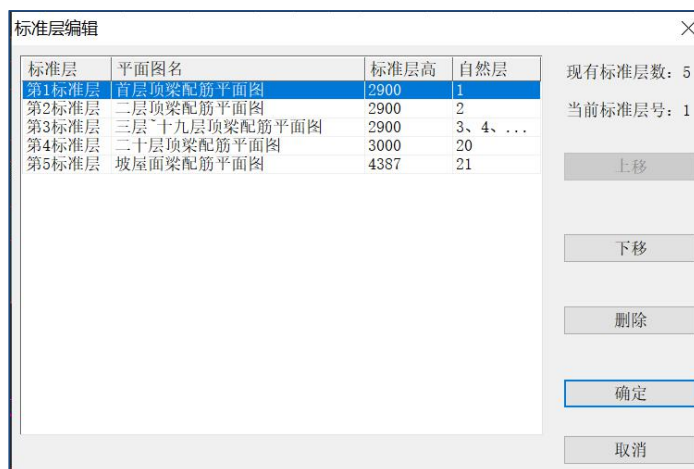 标准层编辑
标准层 平面图名 标准层高 自然层
第1标准层 首层顶梁配筋平面图 2900 1
第2标准层 二层顶梁配筋平面图 2900 2
第3标准层 三层~十九层顶梁配筋平面图 2900 3、4、...
第4标准层 二十层顶梁配筋平面图 3000 20
第5标准层 坡屋面梁配筋平面图 4387 21
现有标准层数: 5
当前标准层号: 1
上移
下移
删除
确定
取消